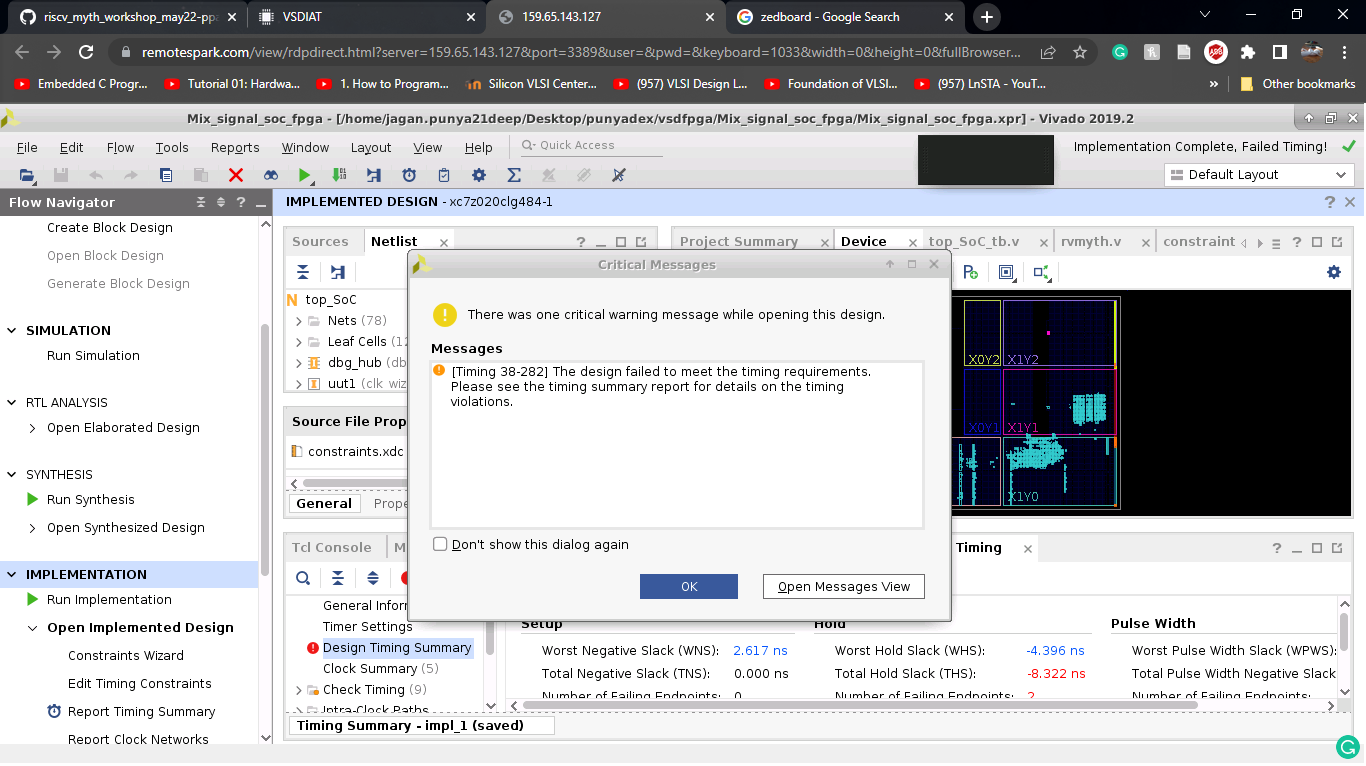 riscv_myth_workshop_may22-ppa
VSDIAT
159.65.143.127
zedboard - Google Search
remotespark.com/view/rdpdirect.html?server=159.65.143.127&port=3389&user=&pwd=&keyboard=1033&width=0&height=0&fullBrowser...
Embedded C Progr...
Tutorial 01: Hardwa...
1. How to Program...
Silicon VLSI Center...
(957) VLSI Design L...
Foundation of VLSI...
(957) LnSTA - YouT...
»
Other bookmarks
Mix_signal_soc_fpga - [/home/jagan.punya21deep/Desktop/punyadex/vsdfpga/Mix_signal_soc_fpga/Mix_signal_soc_fpga.xpr] - Vivado 2019.2
File Edit Flow Tools Reports Window Layout View Help
Quick Access
Implementation Complete, Failed Timing!
Default Layout
Flow Navigator
IMPLEMENTED DESIGN - xc7z020clg484-1
Create Block Design
Open Block Design
Generate Block Design
SIMULATION
Run Simulation
RTL ANALYSIS
Open Elaborated Design
SYNTHESIS
Run Synthesis
Open Synthesized Design
IMPLEMENTATION
Run Implementation
Open Implemented Design
Constraints Wizard
Edit Timing Constraints
Report Timing Summary
Report Clock Networks
Sources
Netlist
top_SoC
Nets (78)
Leaf Cells (12
dbg_hub (db
uut1 (clk_wiz
Source File Prop
constraints.xdc
General
Prope
Project Summary
Device
top_SoC_tb.v
rvmyth.v
constraint
X0Y2
X1Y2
X0Y1
X1Y1
X1Y0
Critical Messages
There was one critical warning message while opening this design.
Messages
[Timing 38-282] The design failed to meet the timing requirements.
Please see the timing summary report for details on the timing
violations.
Don't show this dialog again
OK
Open Messages View
Tcl Console
M
Timing
General Inform
Timer Settings
Design Timing Summary
Clock Summary (5)
Check Timing (9)
Intra-Clock Paths
Setup
Worst Negative Slack (WNS): 2.617 ns
Total Negative Slack (TNS): 0.000 ns
Number of Failing Endpoints: 0
Hold
Worst Hold Slack (WHS): -4.396 ns
Total Hold Slack (THS): -8.322 ns
Number of Failing Endpoints: 2
Pulse Width
Worst Pulse Width Slack (WPWS):
Total Pulse Width Negative Slack
Number of Failing Endpoints:
Timing Summary - impl_1 (saved)